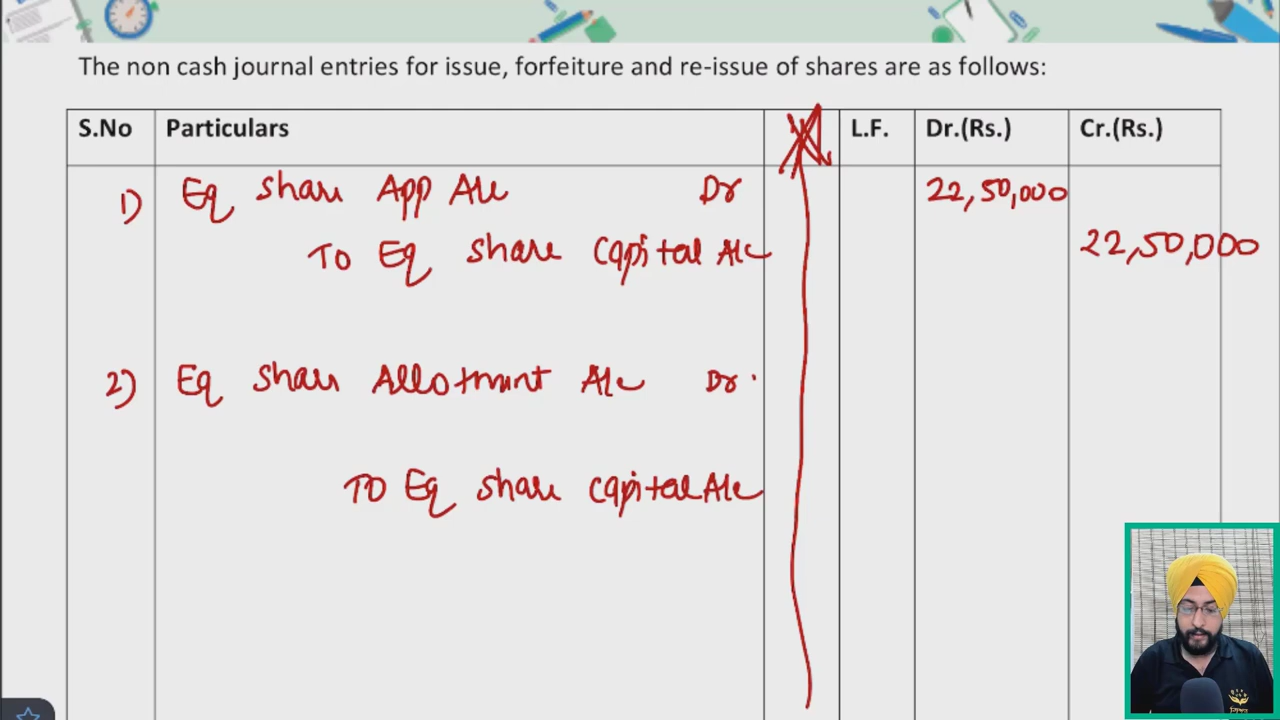 The non cash journal entries for issue, forfeiture and re-issue of shares are as follows:
S.No Particulars L.F. Dr.(Rs.) Cr.(Rs.)
1) Eq share App A/c Dr 22,50,000
To Eq share Capital A/c 22,50,000
2) Eq share Allotment A/c Dr.
To Eq share Capital A/c